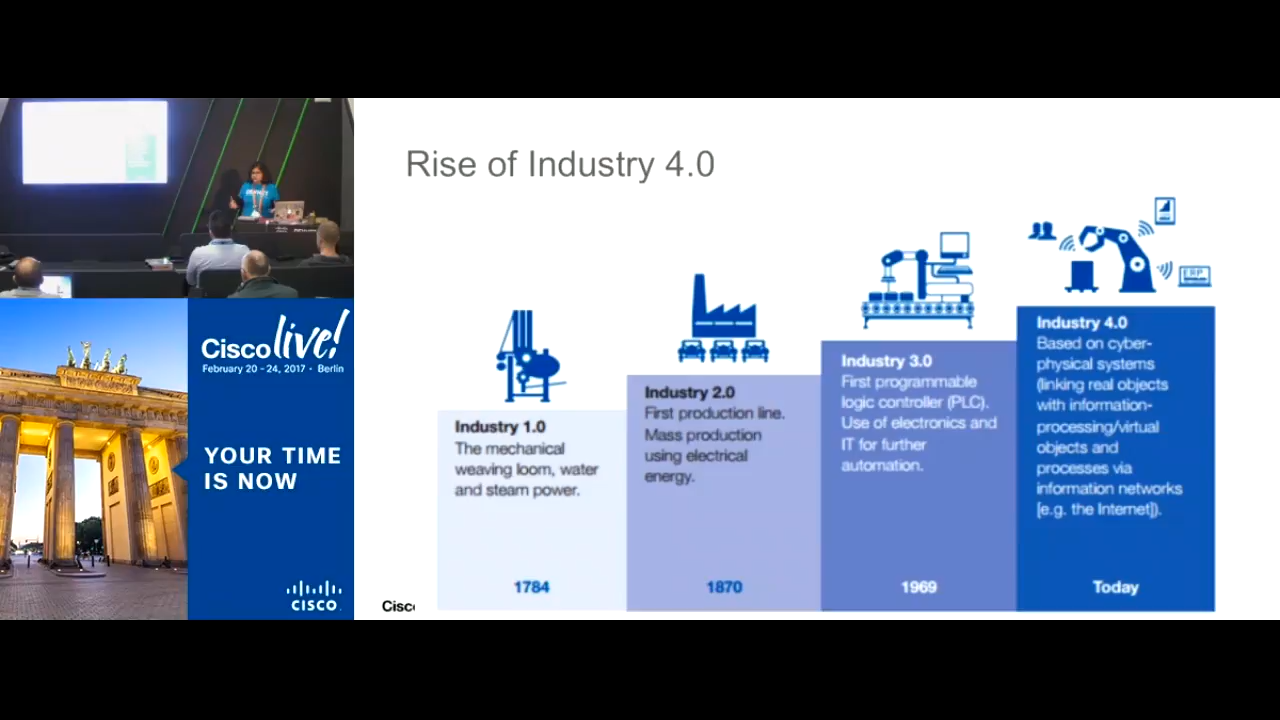 Rise of Industry 4.0
Industry 1.0
The mechanical
weaving loom, water
and steam power.
1784
Industry 2.0
First production line.
Mass production
using electrical
energy.
1870
Industry 3.0
First programmable
logic controller (PLC).
Use of electronics and
IT for further
automation.
1969
ERP
Industry 4.0
Based on cyber-
physical systems
(linking real objects
with information-
processing/virtual
objects and
processes via
information networks
[e.g. the Internet]).
Today
Cisco live!
February 20 - 24, 2017 • Berlin
YOUR TIME
IS NOW
CISCO
Cisc